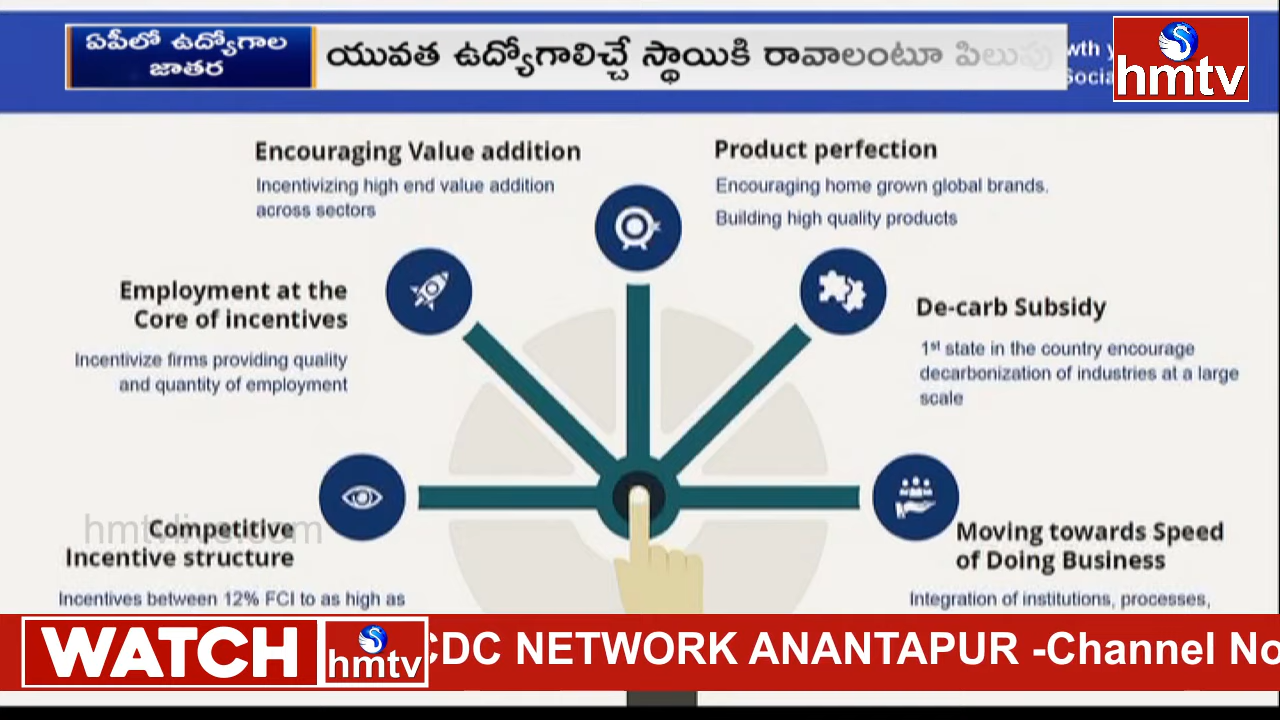 ఏపీలో ఉద్యోగాల
జాతర
యువత ఉద్యోగాలిచ్చే స్థాయికి రావాలంటూ పిలుపు
wth
Socia
hmtv
Encouraging Value addition
Incentivizing high end value addition
across sectors
Product perfection
Encouraging home grown global brands.
Building high quality products
Employment at the
Core of incentives
Incentivize firms providing quality
and quantity of employment
De-carb Subsidy
1st state in the country encourage
decarbonization of industries at a large
scale
hmtvlive.com
Competitive
Incentive structure
Incentives between 12% FCI to as high as
Moving towards Speed
of Doing Business
Integration of institutions, processes,
WATCH hmtv
CDC NETWORK ANANTAPUR -Channel No